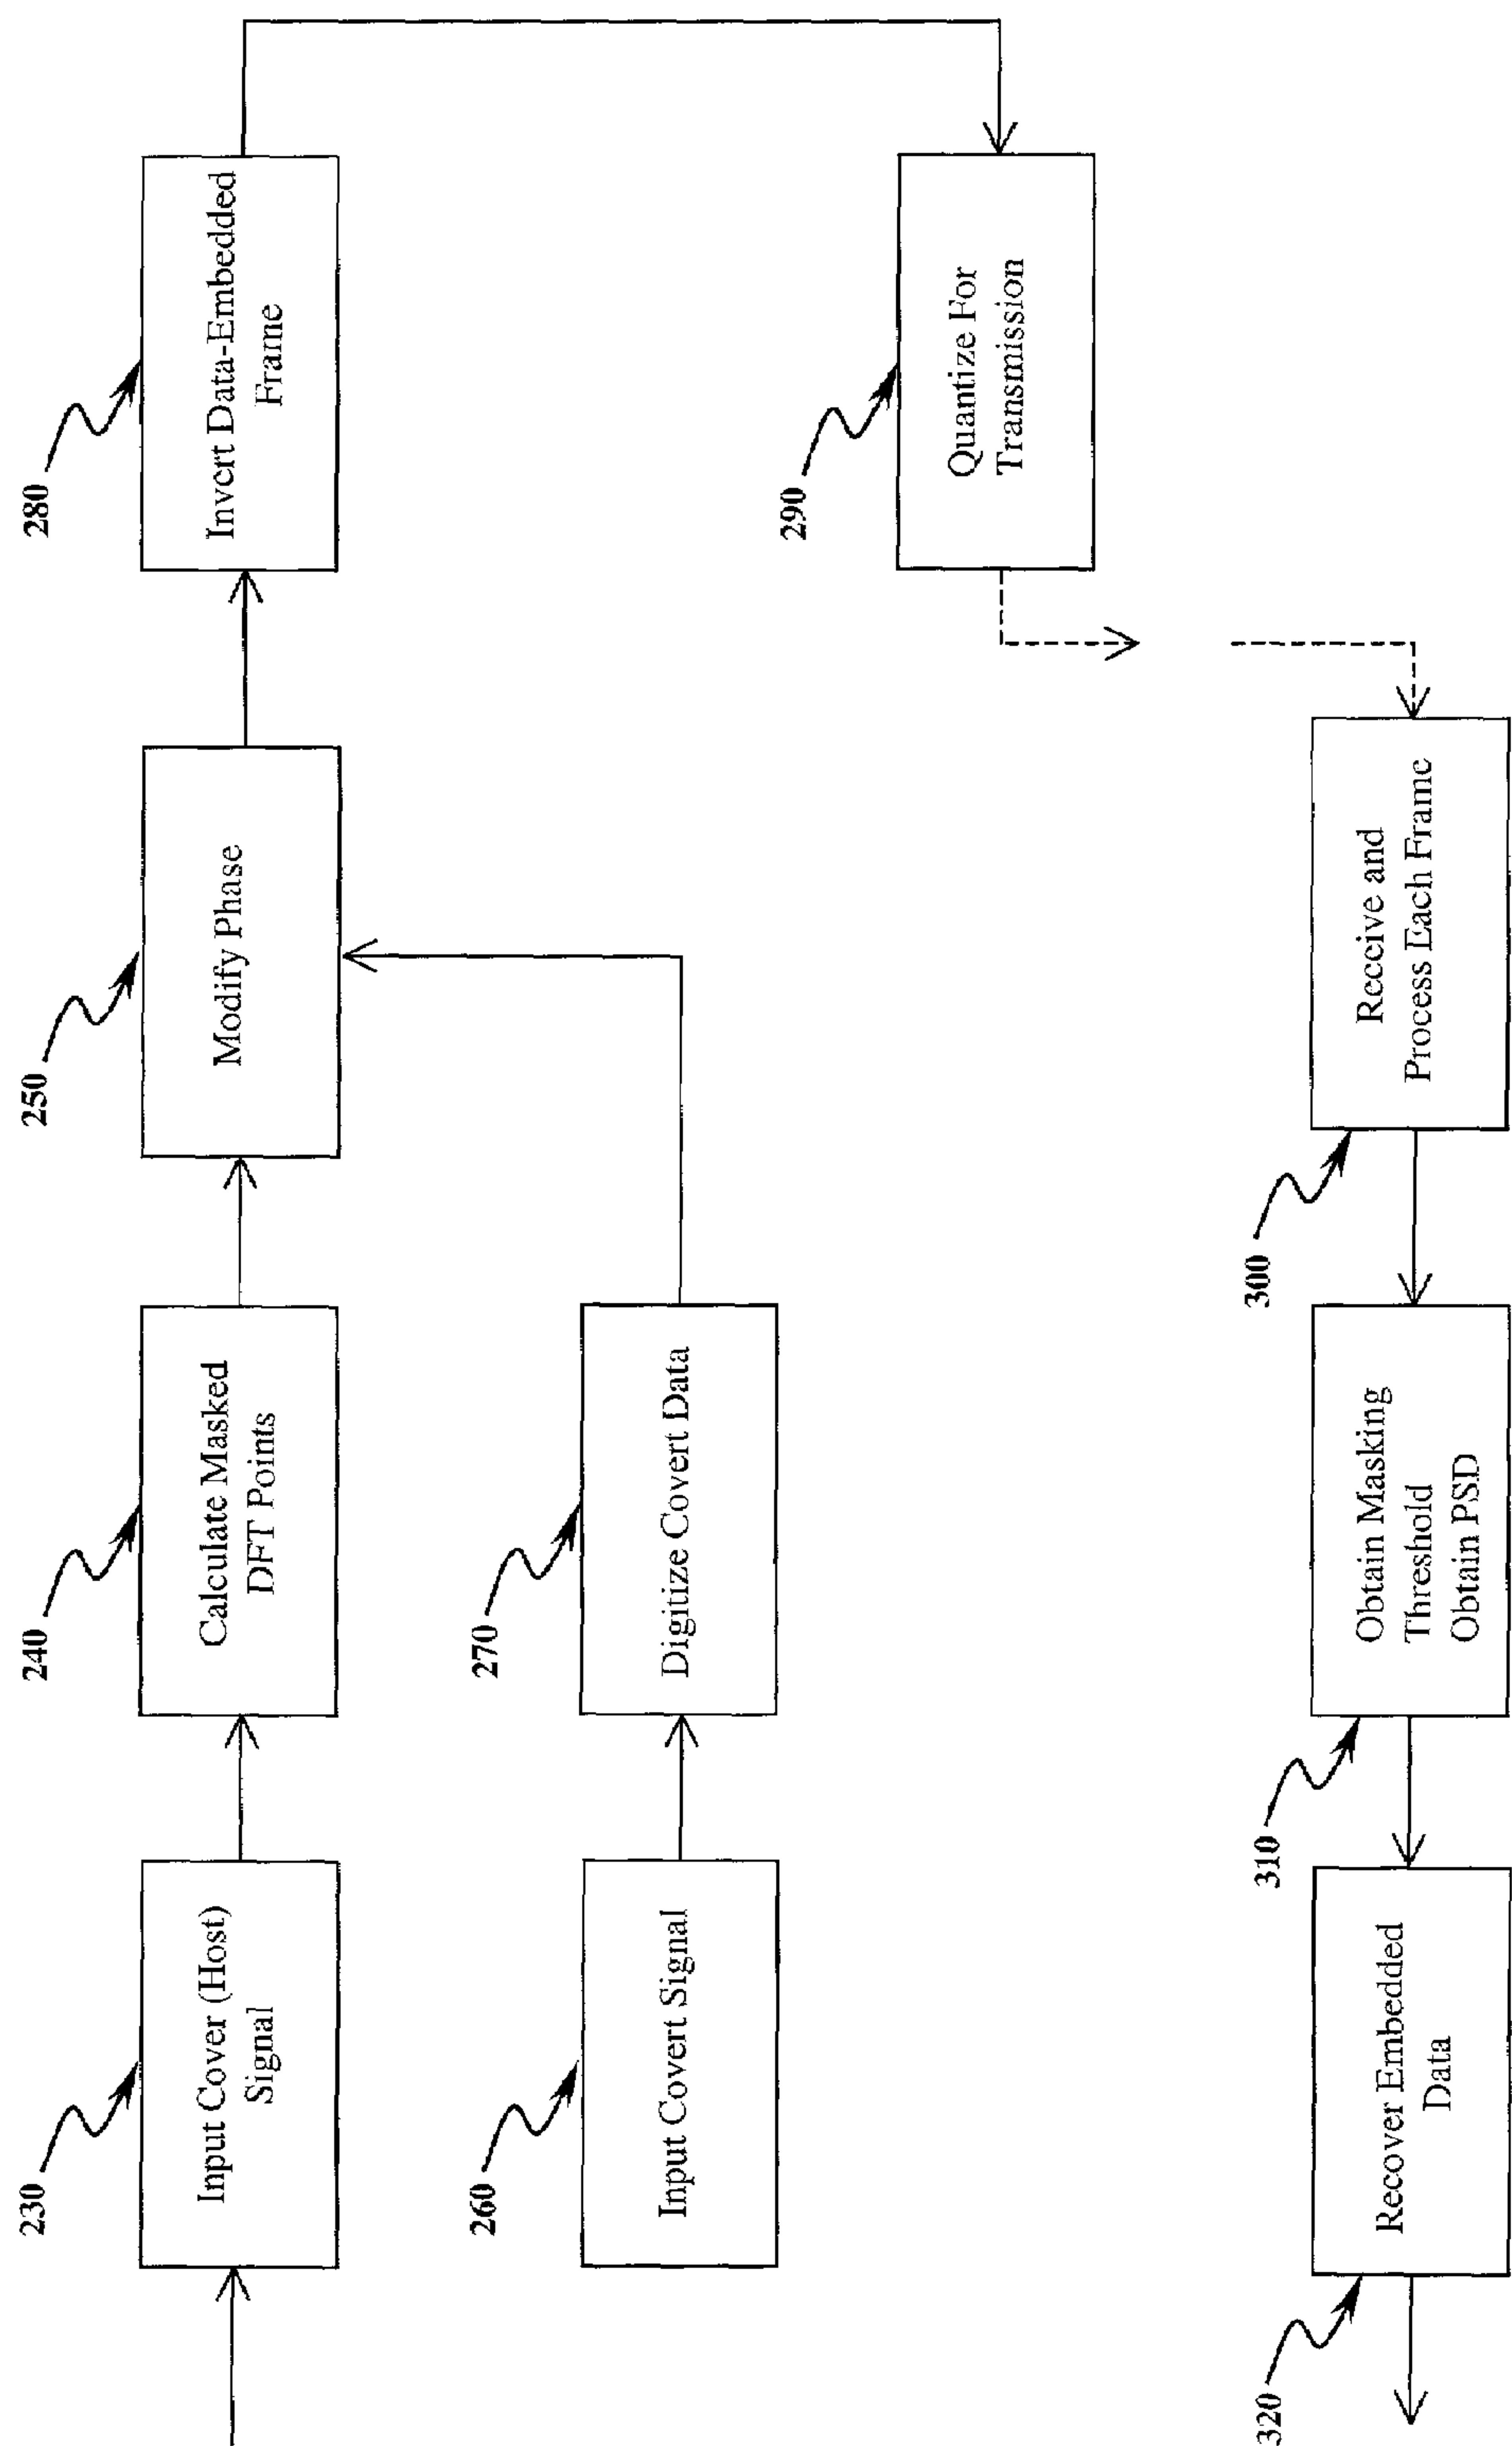 230
Input Cover (Host)
Signal
240
Calculate Masked
DFT Points
250
Modify Phase
280
Invert Data-Embedded
Frame
260
Input Covert Signal
270
Digitize Covert Data
290
Quantize For
Transmission
300
Receive and
Process Each Frame
310
Obtain Masking
Threshold
Obtain PSD
320
Recover Embedded
Data